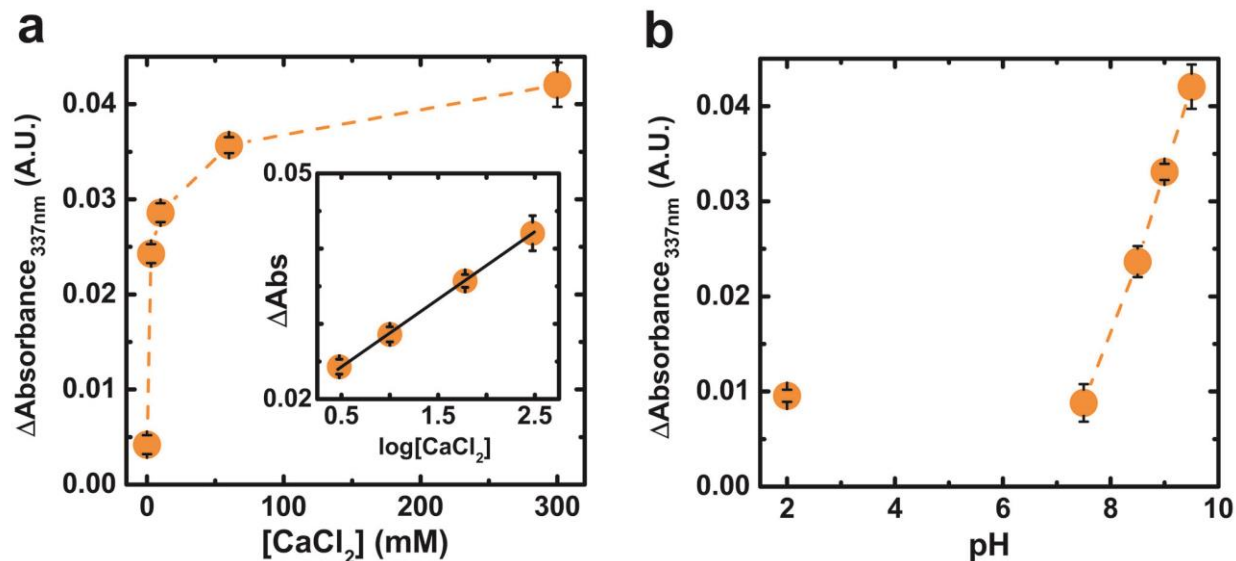 a
ΔAbsorbance337nm (A.U.)
0.04
0.03
0.02
0.01
0.00
0 100 200 300
[CaCl2] (mM)
ΔAbs
0.05
0.02
0.5 1.5 2.5
log[CaCl2]
b
ΔAbsorbance337nm (A.U.)
0.04
0.03
0.02
0.01
0.00
2 4 6 8 10
pH